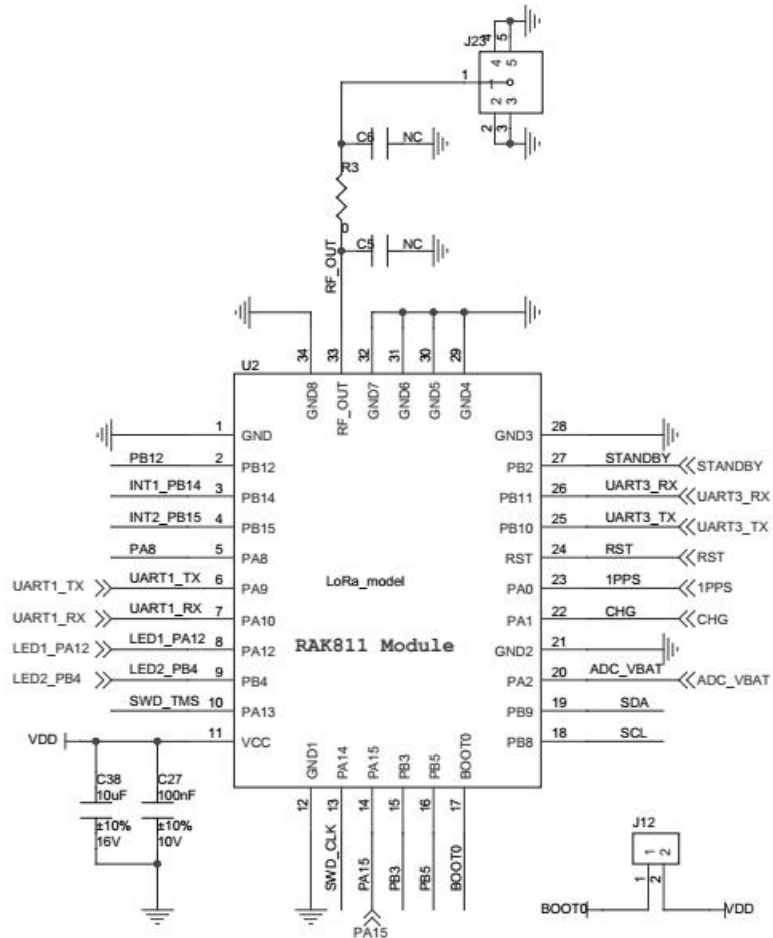 J23
4
5
4
5
1
1
2
3
2
3
C6
NC
R3
0
C5
NC
RF_OUT
34
33
32
31
30
29
U2
GND8
RF_OUT
GND7
GND6
GND5
GND4
1
GND
GND3
28
PB12
2
PB12
PB2
27
STANDBY
STANDBY
INT1_PB14
3
PB14
PB11
26
UART3_RX
UART3_RX
INT2_PB15
4
PB15
PB10
25
UART3_TX
UART3_TX
PA8
5
PA8
RST
24
RST
RST
UART1_TX
UART1_TX
6
PA9
LoRa_model
PA0
23
1PPS
1PPS
UART1_RX
UART1_RX
7
PA10
PA1
22
CHG
CHG
LED1_PA12
LED1_PA12
8
PA12
RAK811 Module
GND2
21
LED2_PB4
LED2_PB4
9
PB4
PA2
20
ADC_VBAT
ADC_VBAT
SWD_TMS
10
PA13
PB9
19
SDA
VDD
11
VCC
PB8
18
SCL
GND1
PA14
PA15
PB3
PB5
BOOT0
C38
10uF
±10%
16V
C27
100nF
±10%
10V
12
13
14
15
16
17
SWD_CLK
PA15
PB3
PB5
BOOT0
PA15
J12
1
2
1
2
BOOT0
VDD